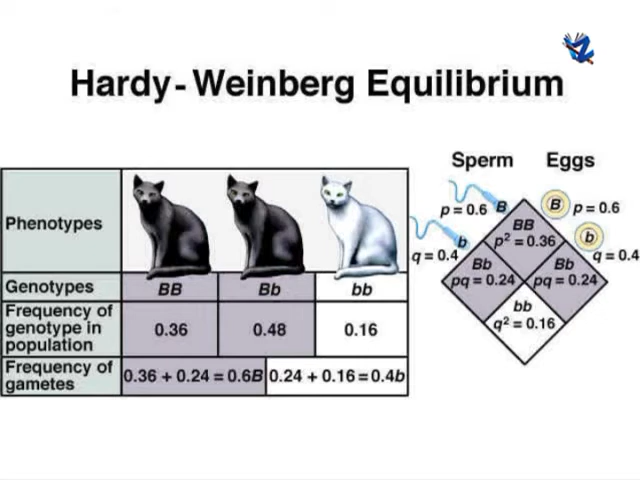 Hardy-Weinberg Equilibrium
Phenotypes
Genotypes BB Bb bb
Frequency of
genotype in
population
0.36 0.48 0.16
Frequency of
gametes
0.36 + 0.24 = 0.6B 0.24 + 0.16 = 0.4b
Sperm Eggs
p = 0.6 B B p = 0.6
b b
q = 0.4 q = 0.4
BB
p² = 0.36
Bb Bb
pq = 0.24 pq = 0.24
bb
q² = 0.16